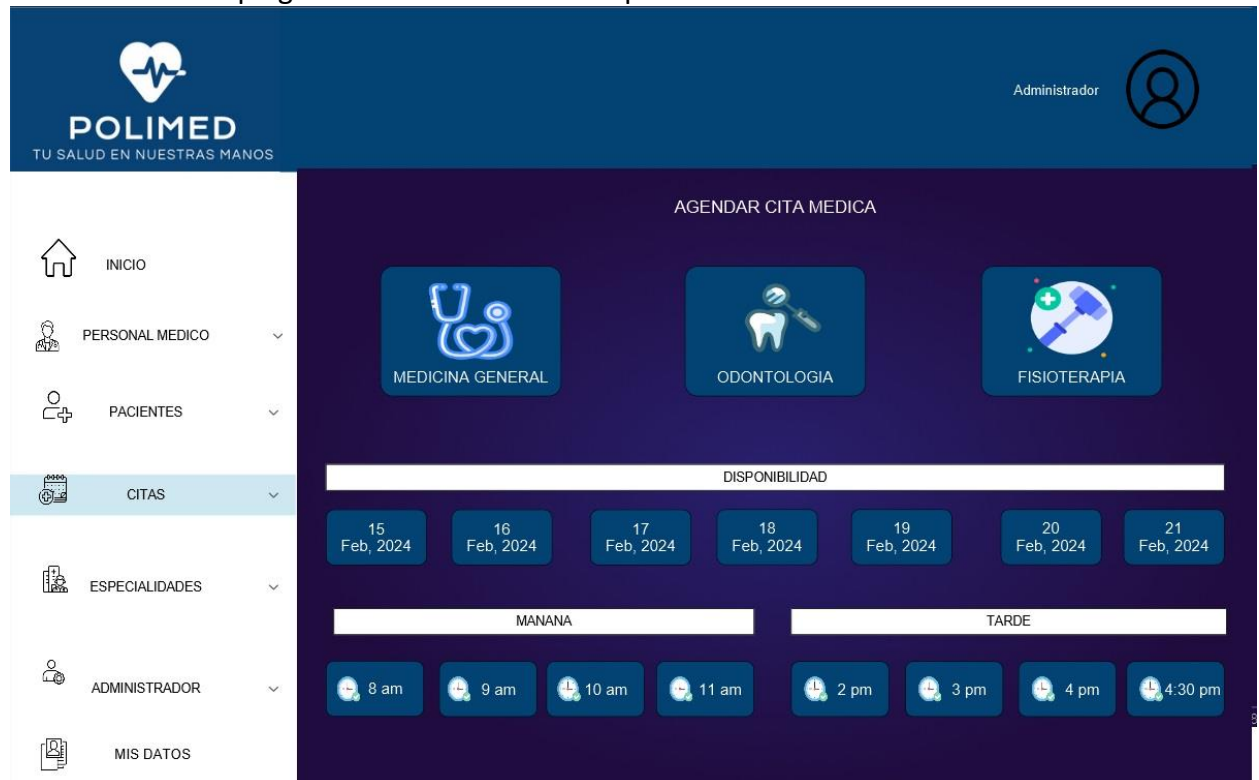 POLIMED
TU SALUD EN NUESTRAS MANOS
Administrador
INICIO
PERSONAL MEDICO
PACIENTES
CITAS
ESPECIALIDADES
ADMINISTRADOR
MIS DATOS
AGENDAR CITA MEDICA
MEDICINA GENERAL
ODONTOLOGIA
FISIOTERAPIA
DISPONIBILIDAD
15
Feb, 2024
16
Feb, 2024
17
Feb, 2024
18
Feb, 2024
19
Feb, 2024
20
Feb, 2024
21
Feb, 2024
MANANA
TARDE
8 am
9 am
10 am
11 am
2 pm
3 pm
4 pm
4:30 pm